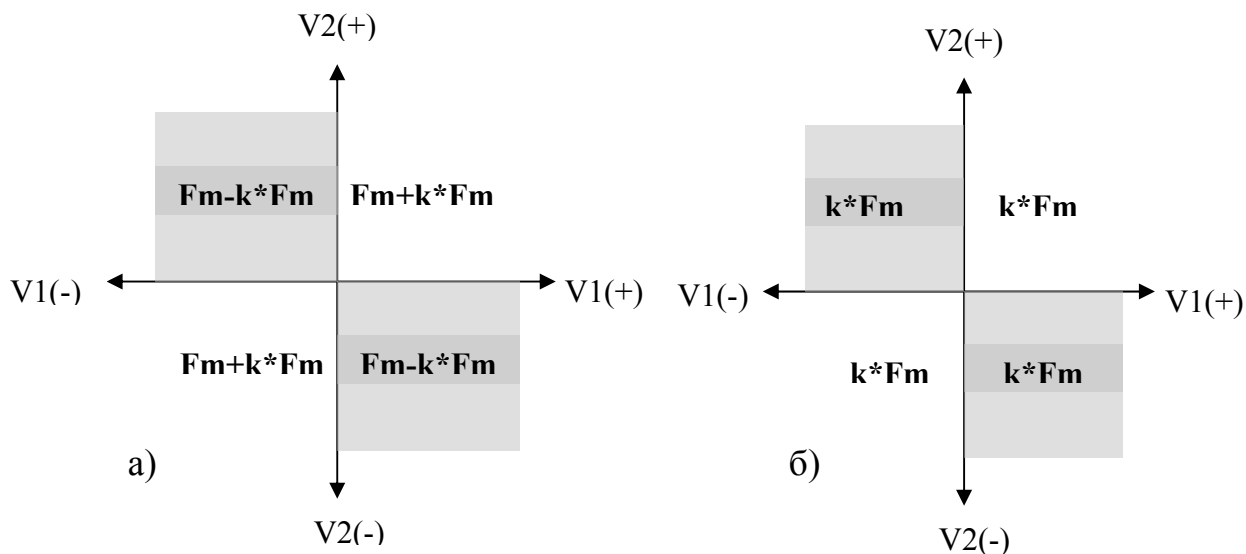 V2(+)
Fm-k*Fm Fm+k*Fm
V1(-) V1(+)
Fm+k*Fm Fm-k*Fm
а)
V2(-)
V2(+)
k*Fm k*Fm
V1(-) V1(+)
k*Fm k*Fm
б)
V2(-)